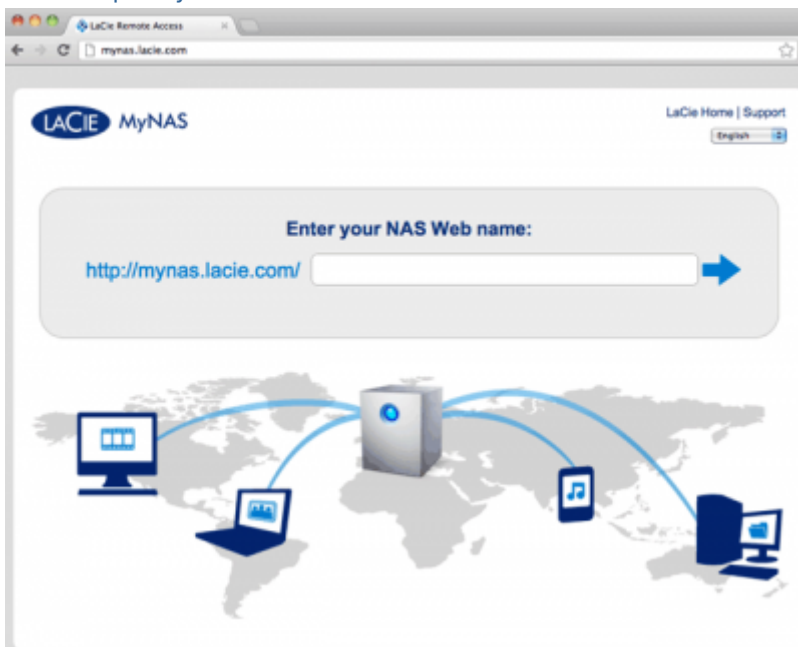 LaCie Remote Access
mynas.lacie.com
LACIE MyNAS
LaCie Home | Support
English
Enter your NAS Web name:
http://mynas.lacie.com/